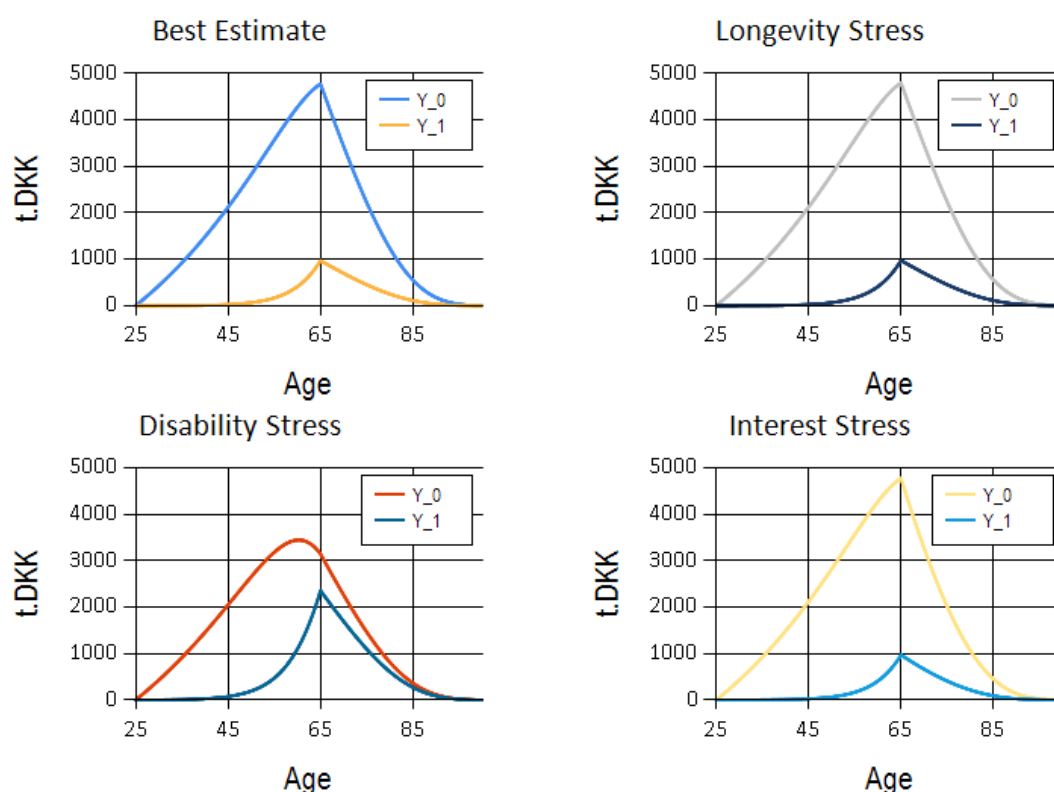 Best Estimate
t.DKK
5000
4000
3000
2000
1000
0
Y_0
Y_1
25 45 65 85
Age
Longevity Stress
t.DKK
5000
4000
3000
2000
1000
0
Y_0
Y_1
25 45 65 85
Age
Disability Stress
t.DKK
5000
4000
3000
2000
1000
0
Y_0
Y_1
25 45 65 85
Age
Interest Stress
t.DKK
5000
4000
3000
2000
1000
0
Y_0
Y_1
25 45 65 85
Age